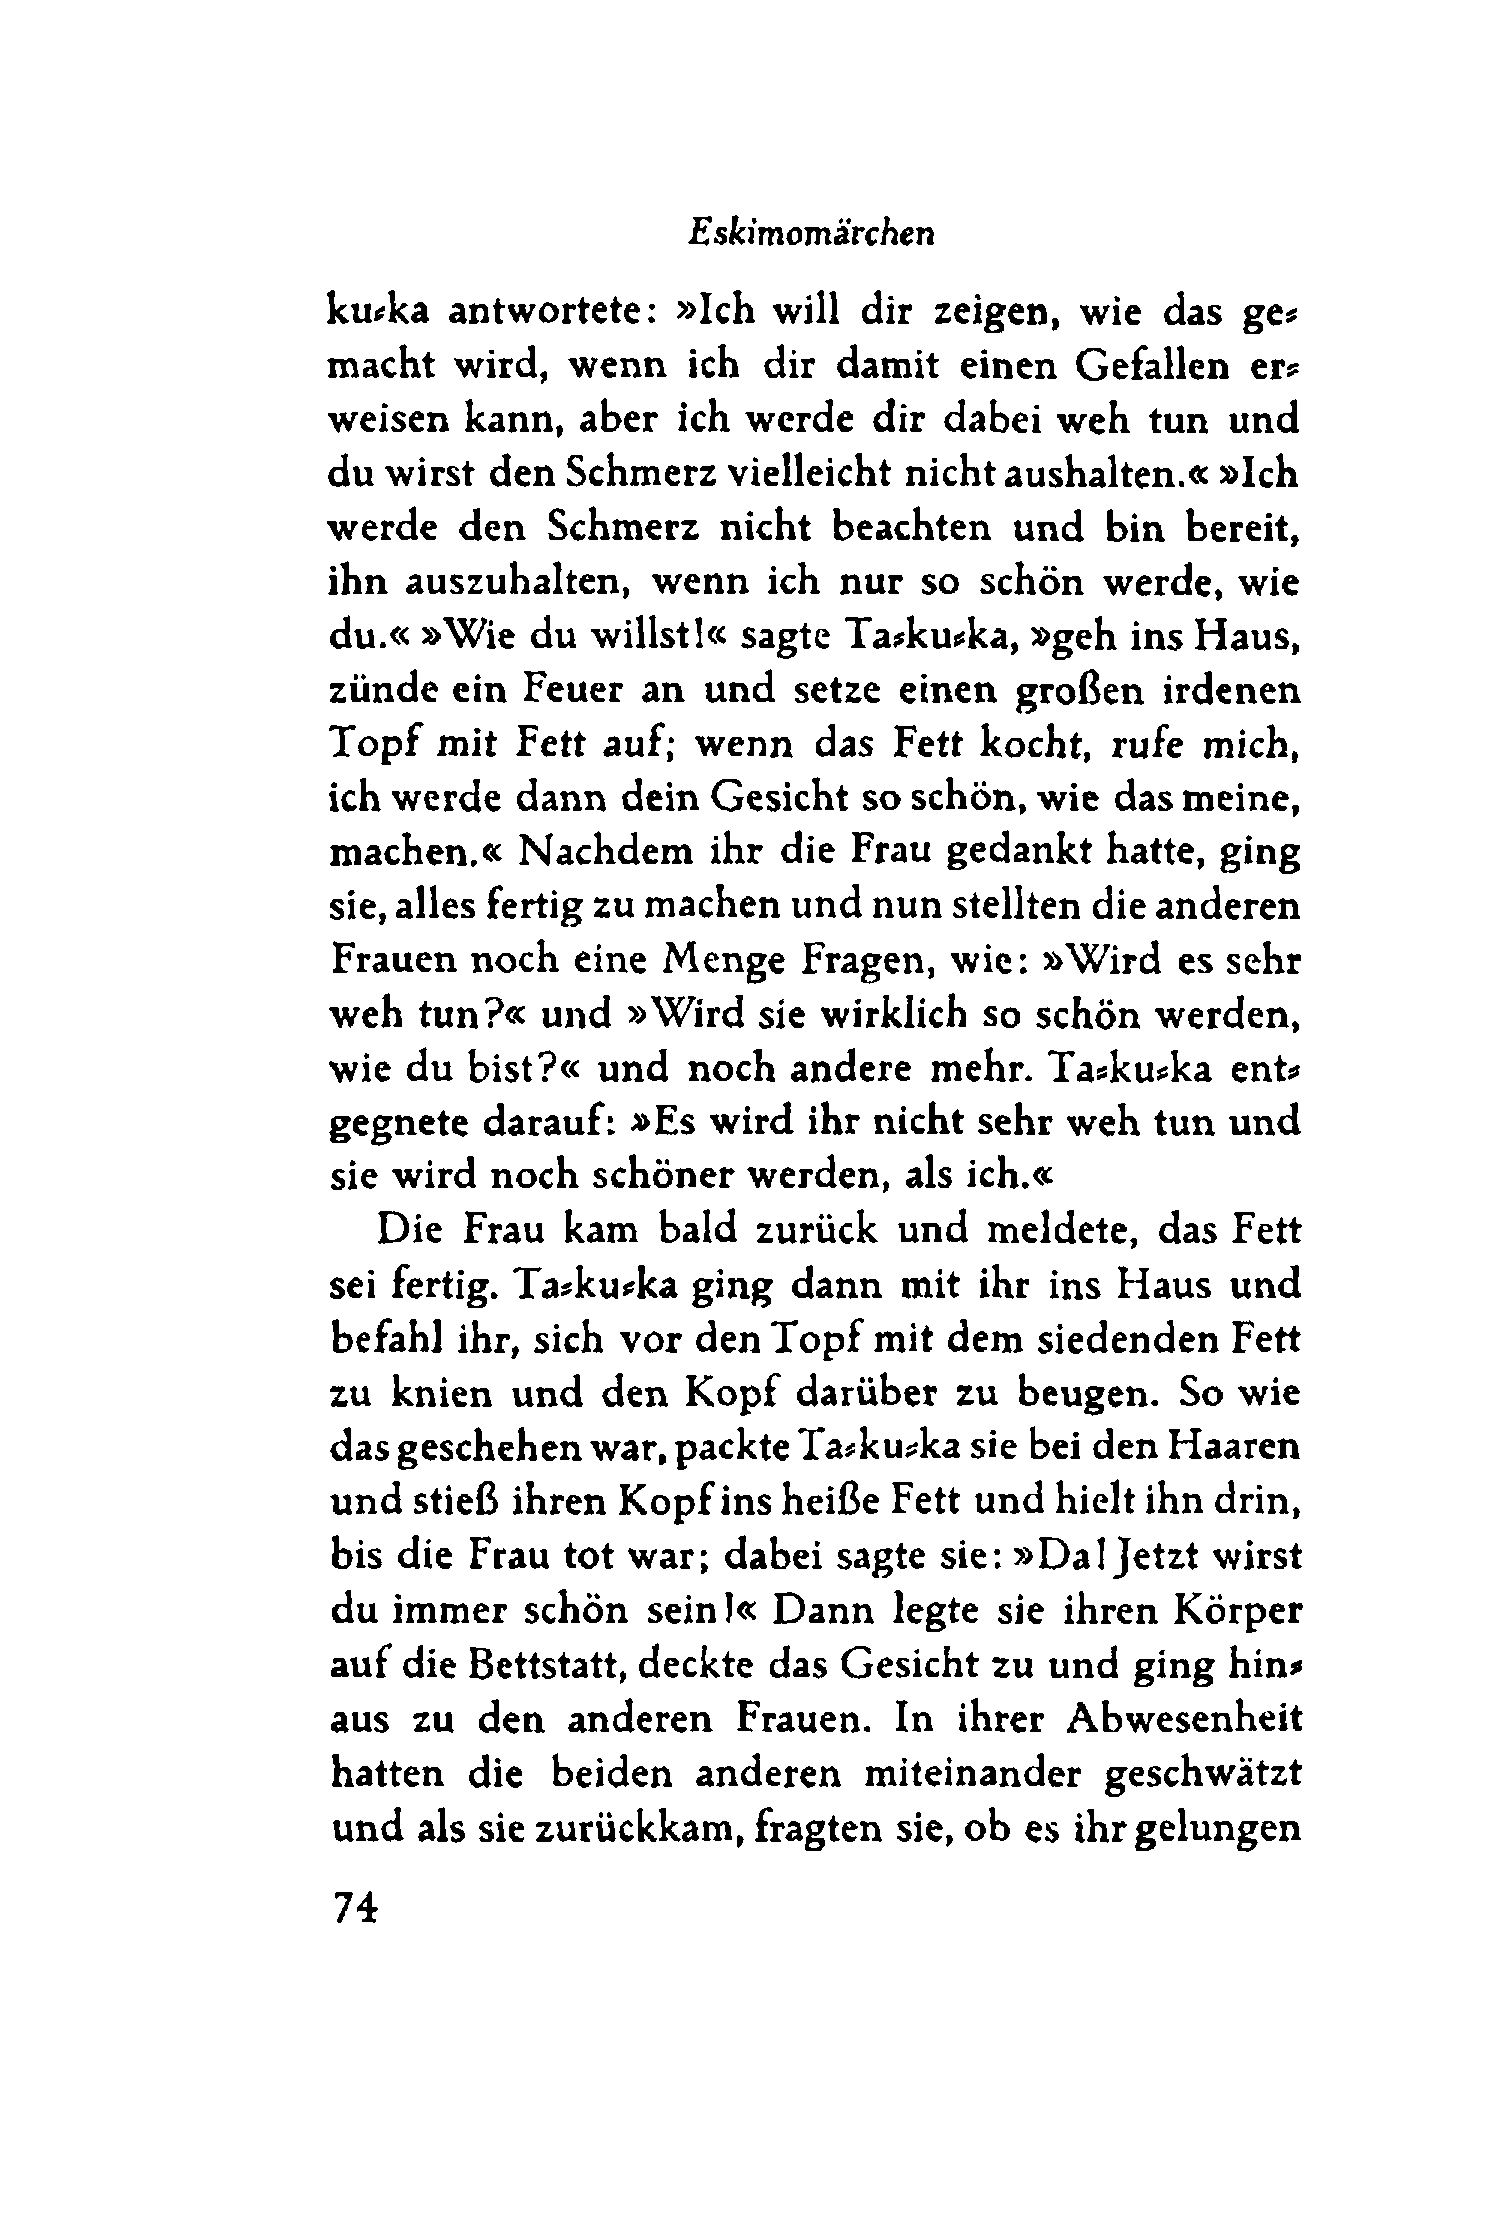 Eskimomärchen
ku⸗ka antwortete: »Ich will dir zeigen, wie das ge⸗
macht wird, wenn ich dir damit einen Gefallen er⸗
weisen kann, aber ich werde dir dabei weh tun und
du wirst den Schmerz vielleicht nicht aushalten.« »Ich
werde den Schmerz nicht beachten und bin bereit,
ihn auszuhalten, wenn ich nur so schön werde, wie
du.« »Wie du willst!« sagte Ta⸗ku⸗ka, »geh ins Haus,
zünde ein Feuer an und setze einen großen irdenen
Topf mit Fett auf; wenn das Fett kocht, rufe mich,
ich werde dann dein Gesicht so schön, wie das meine,
machen.« Nachdem ihr die Frau gedankt hatte, ging
sie, alles fertig zu machen und nun stellten die anderen
Frauen noch eine Menge Fragen, wie: »Wird es sehr
weh tun?« und »Wird sie wirklich so schön werden,
wie du bist?« und noch andere mehr. Ta⸗ku⸗ka ent⸗
gegnete darauf: »Es wird ihr nicht sehr weh tun und
sie wird noch schöner werden, als ich.«
Die Frau kam bald zurück und meldete, das Fett
sei fertig. Ta⸗ku⸗ka ging dann mit ihr ins Haus und
befahl ihr, sich vor den Topf mit dem siedenden Fett
zu knien und den Kopf darüber zu beugen. So wie
das geschehen war, packte Ta⸗ku⸗ka sie bei den Haaren
und stieß ihren Kopf ins heiße Fett und hielt ihn drin,
bis die Frau tot war; dabei sagte sie: »Da! Jetzt wirst
du immer schön sein!« Dann legte sie ihren Körper
auf die Bettstatt, deckte das Gesicht zu und ging hin⸗
aus zu den anderen Frauen. In ihrer Abwesenheit
hatten die beiden anderen miteinander geschwätzt
und als sie zurückkam, fragten sie, ob es ihr gelungen
74